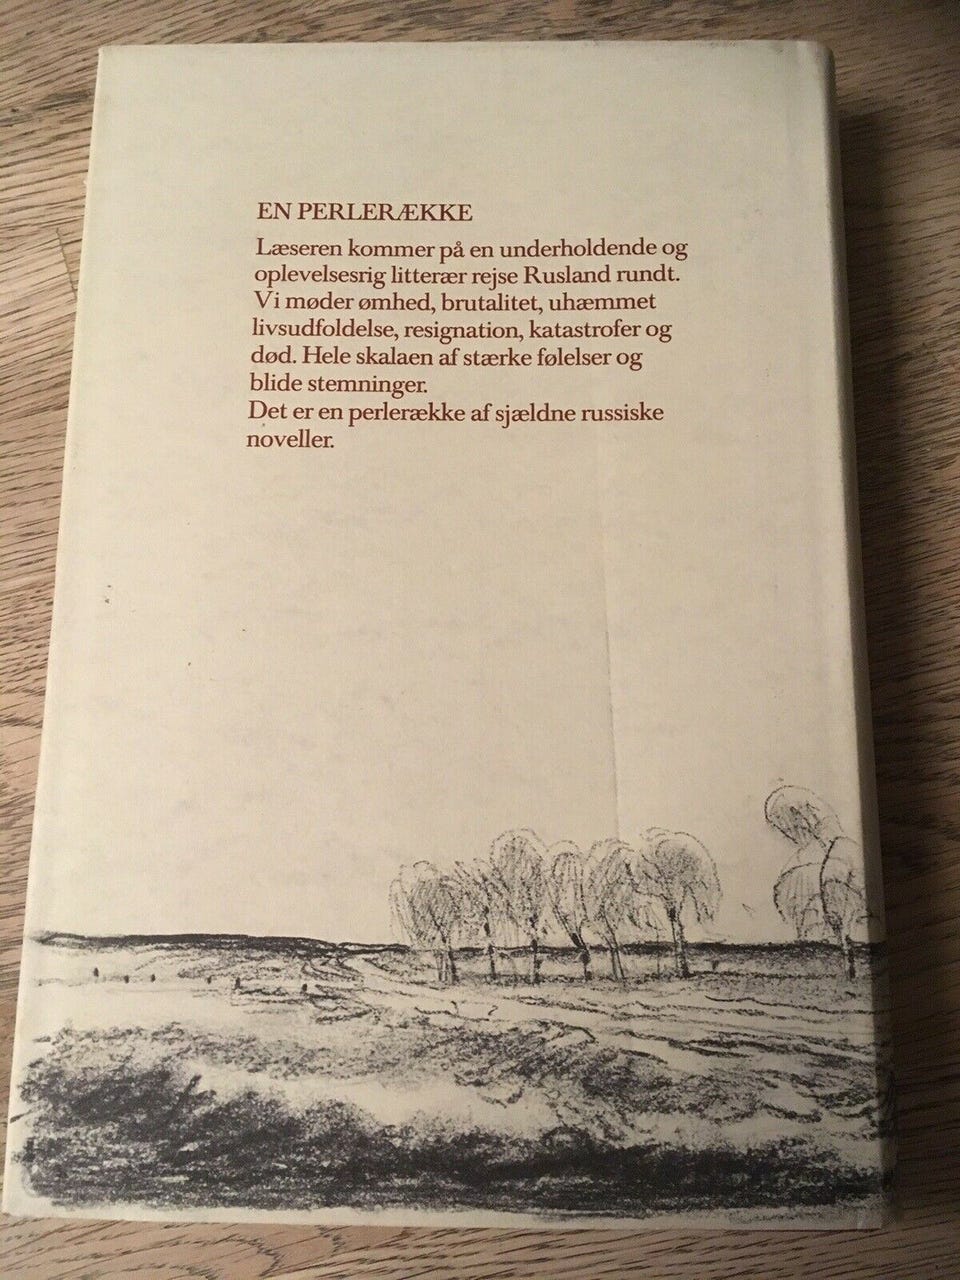 EN PERLERÆKKE
Læseren kommer på en underholdende og
oplevelsesrig litterær rejse Rusland rundt.
Vi møder ømhed, brutalitet, uhæmmet
livsudfoldelse, resignation, katastrofer og
død. Hele skalaen af stærke følelser og
blide stemninger.
Det er en perlerække af sjældne russiske
noveller.